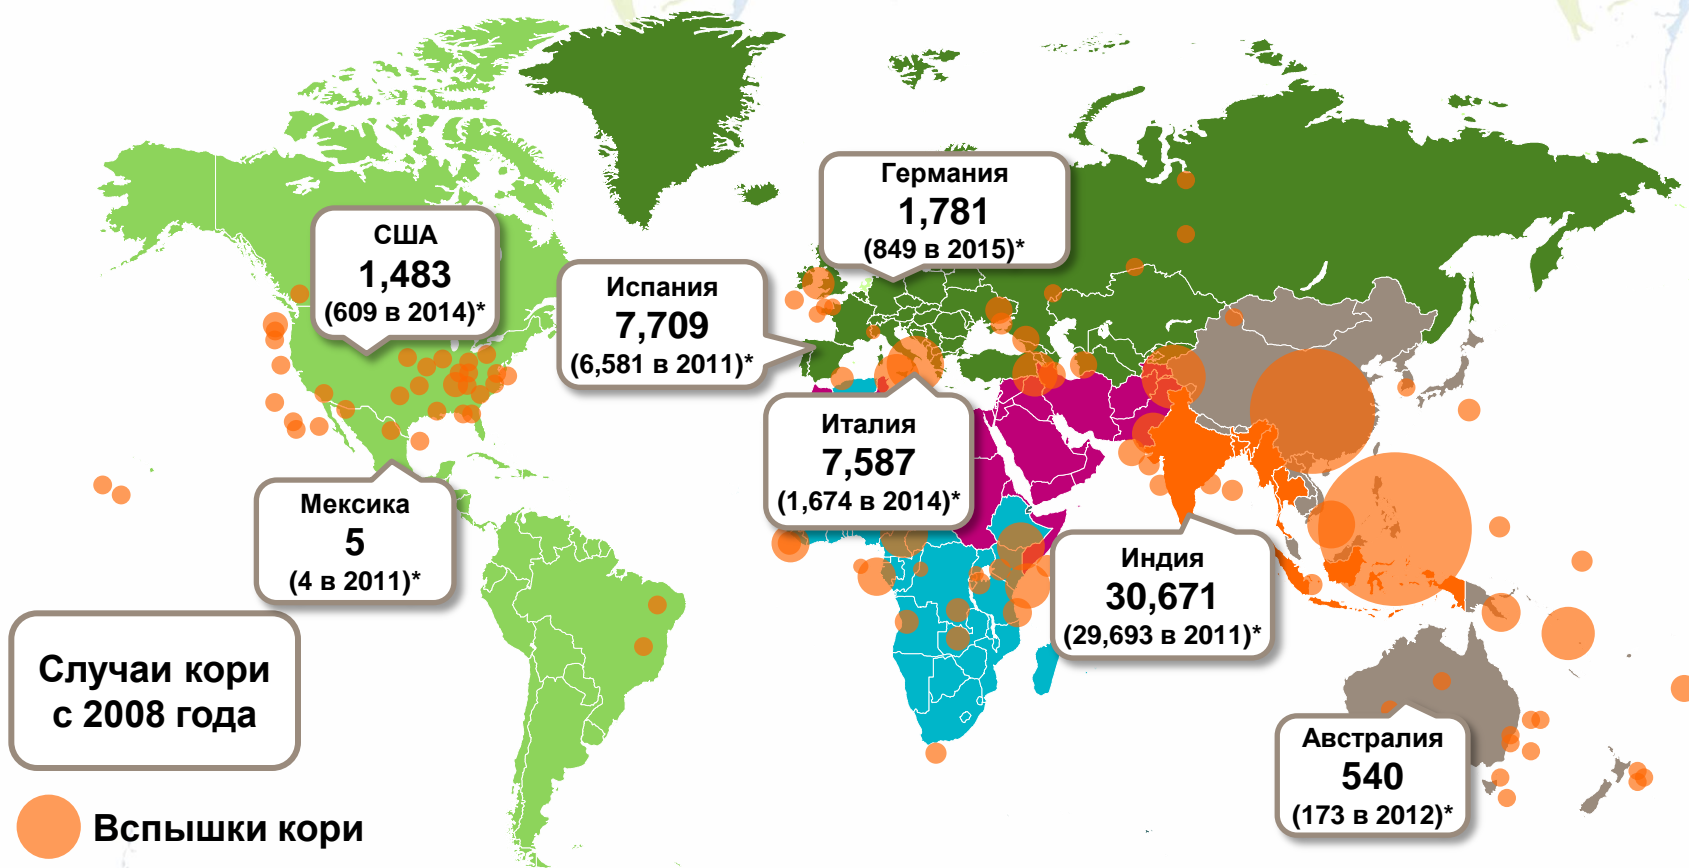 Германия
1,781
(849 в 2015)*
США
1,483
(609 в 2014)*
Испания
7,709
(6,581 в 2011)*
Италия
7,587
(1,674 в 2014)*
Мексика
5
(4 в 2011)*
Индия
30,671
(29,693 в 2011)*
Случаи кори
с 2008 года
Австралия
540
(173 в 2012)*
Вспышки кори